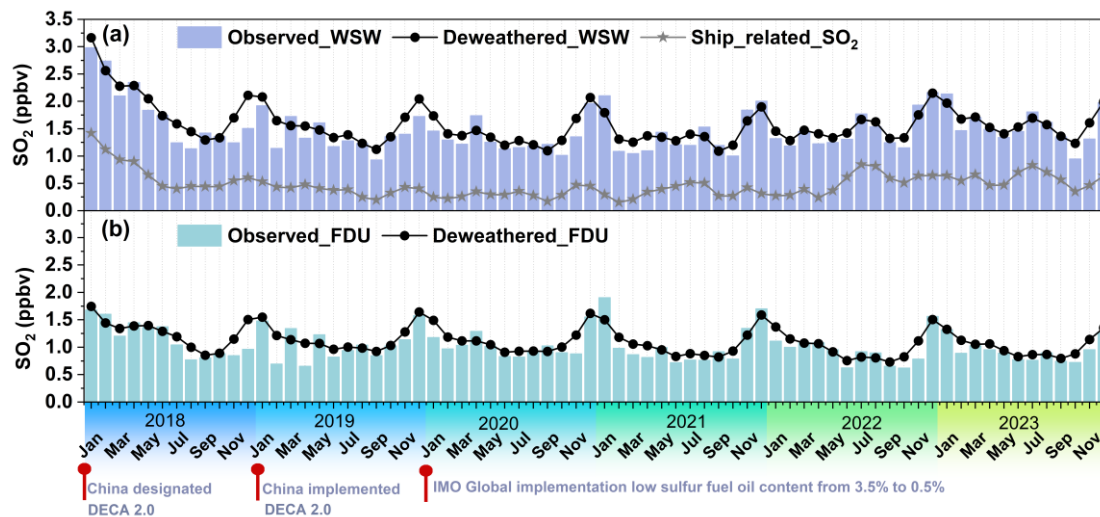 (a)
Observed_WSW
Deweathered_WSW
Ship_related_SO₂
SO₂ (ppbv)
3.5
3.0
2.5
2.0
1.5
1.0
0.5
0.0
(b)
Observed_FDU
Deweathered_FDU
SO₂ (ppbv)
3.0
2.5
2.0
1.5
1.0
0.5
0.0
2018 2019 2020 2021 2022 2023
Jan Mar May Jul Sep Nov Jan Mar May Jul Sep Nov Jan Mar May Jul Sep Nov Jan Mar May Jul Sep Nov Jan Mar May Jul Sep Nov Jan Mar May Jul Sep Nov
China designated
DECA 2.0
China implemented
DECA 2.0
IMO Global implementation low sulfur fuel oil content from 3.5% to 0.5%